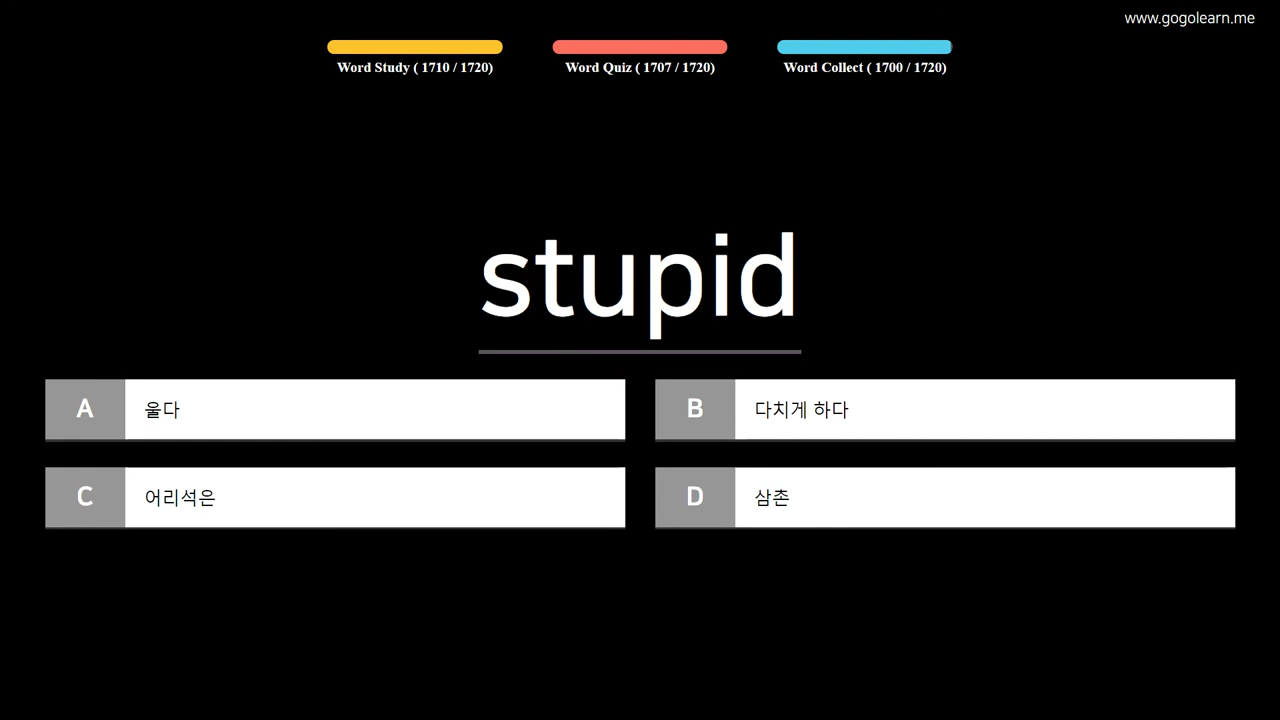 www.gogolearn.me
Word Study ( 1710 / 1720)
Word Quiz ( 1707 / 1720)
Word Collect ( 1700 / 1720)
stupid
A 울다
B 다치게 하다
C 어리석은
D 삼촌